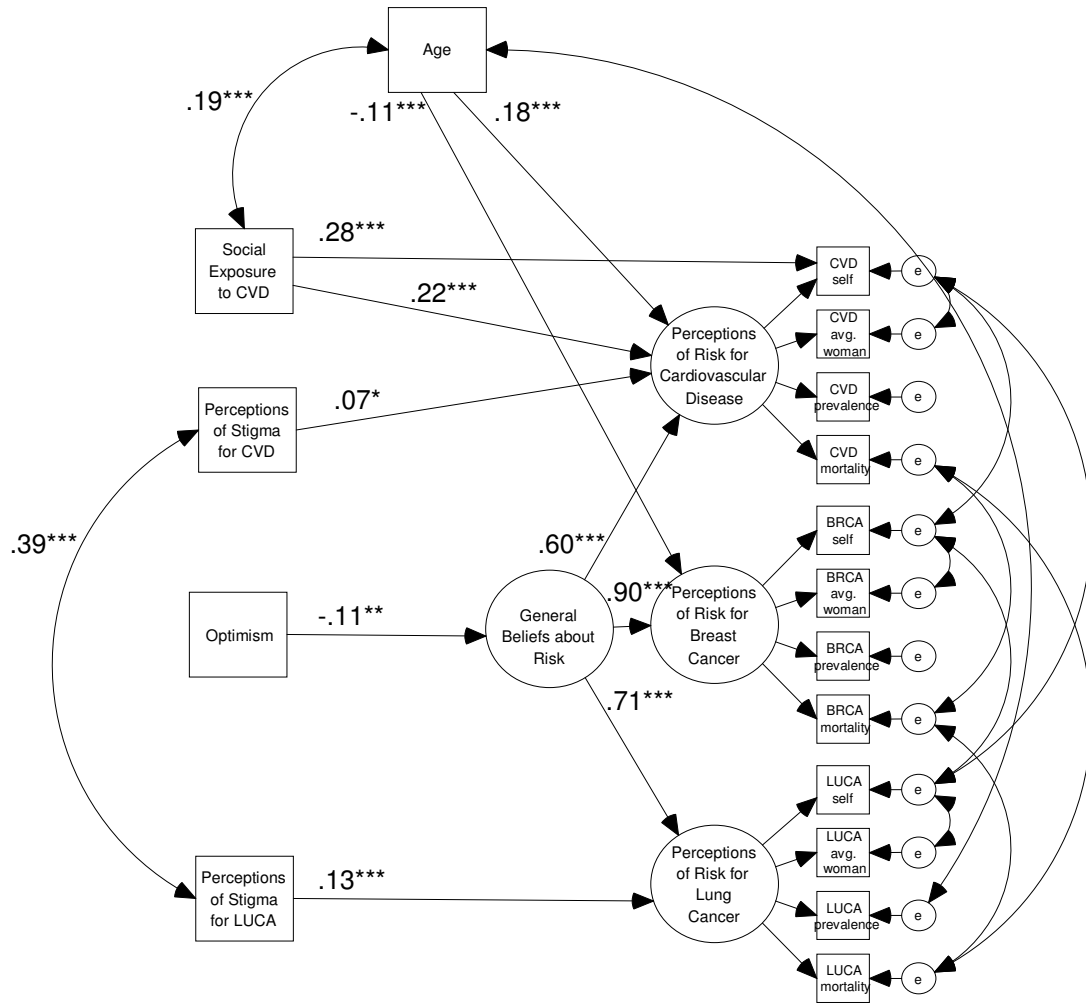 Age
.19***
-.11***
.18***
Social
Exposure
to CVD
.28***
.22***
CVD
self
e
CVD
avg.
woman
e
Perceptions
of Risk for
Cardiovascular
Disease
CVD
prevalence
e
CVD
mortality
e
Perceptions
of Stigma
for CVD
.07*
.39***
.60***
BRCA
self
e
Optimism
-.11**
General
Beliefs about
Risk
.90***
Perceptions
of Risk for
Breast
Cancer
BRCA
avg.
woman
e
BRCA
prevalence
e
BRCA
mortality
e
.71***
LUCA
self
e
Perceptions
of Stigma
for LUCA
.13***
Perceptions
of Risk for
Lung
Cancer
LUCA
avg.
woman
e
LUCA
prevalence
e
LUCA
mortality
e